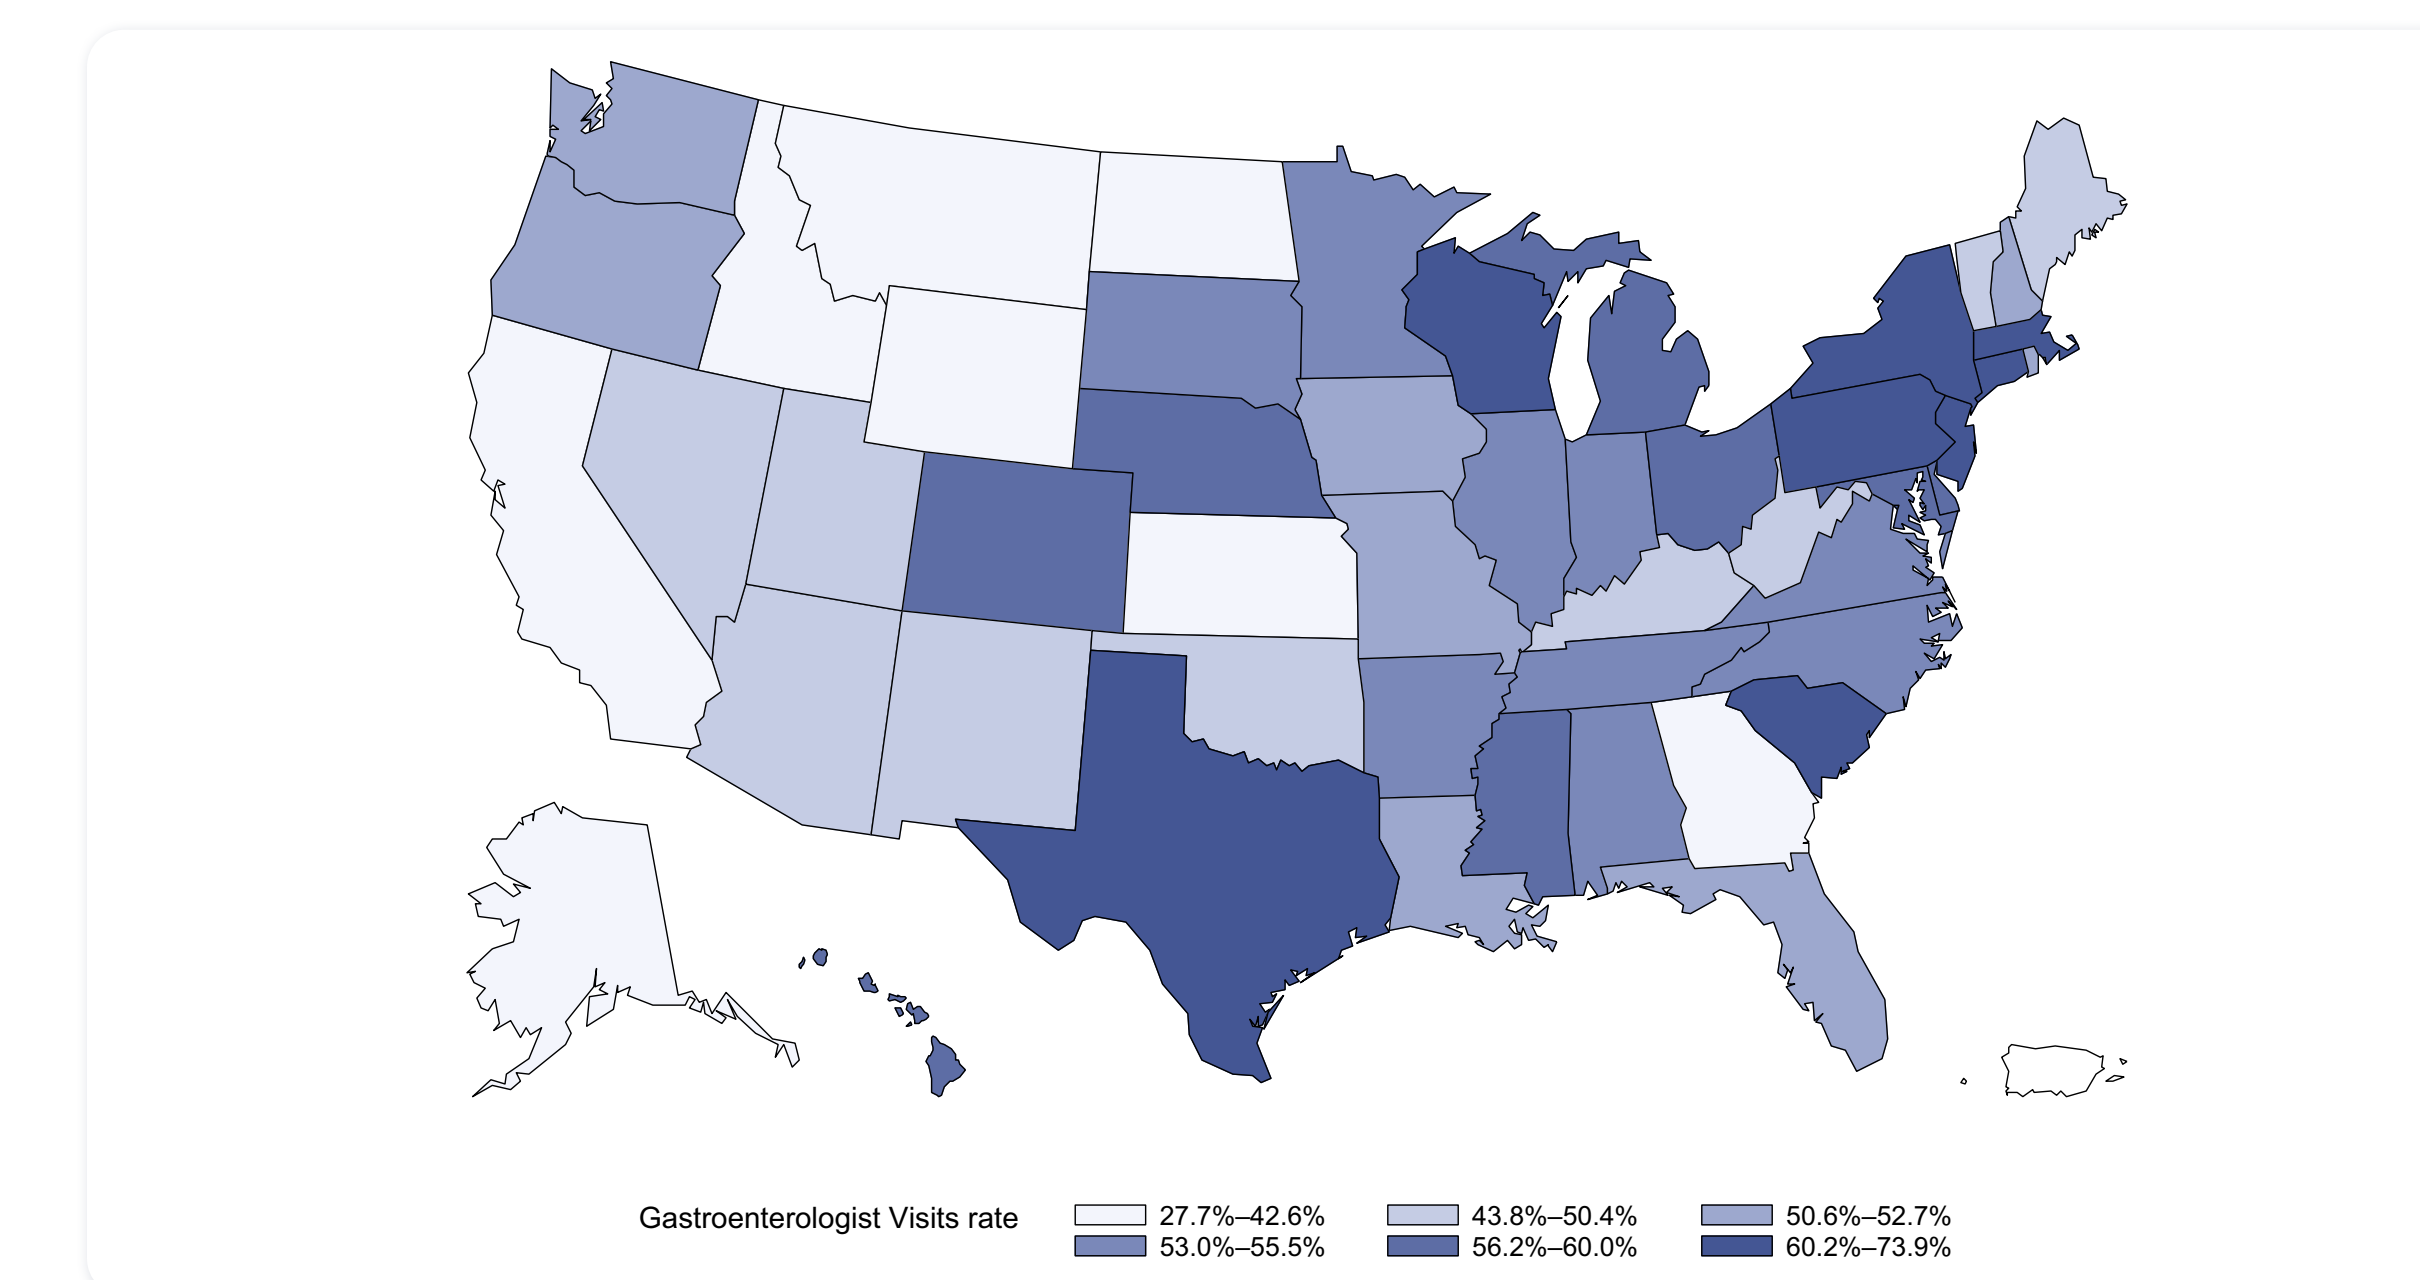 Gastroenterologist Visits rate 27.7%–42.6% 43.8%–50.4% 50.6%–52.7%
53.0%–55.5% 56.2%–60.0% 60.2%–73.9%